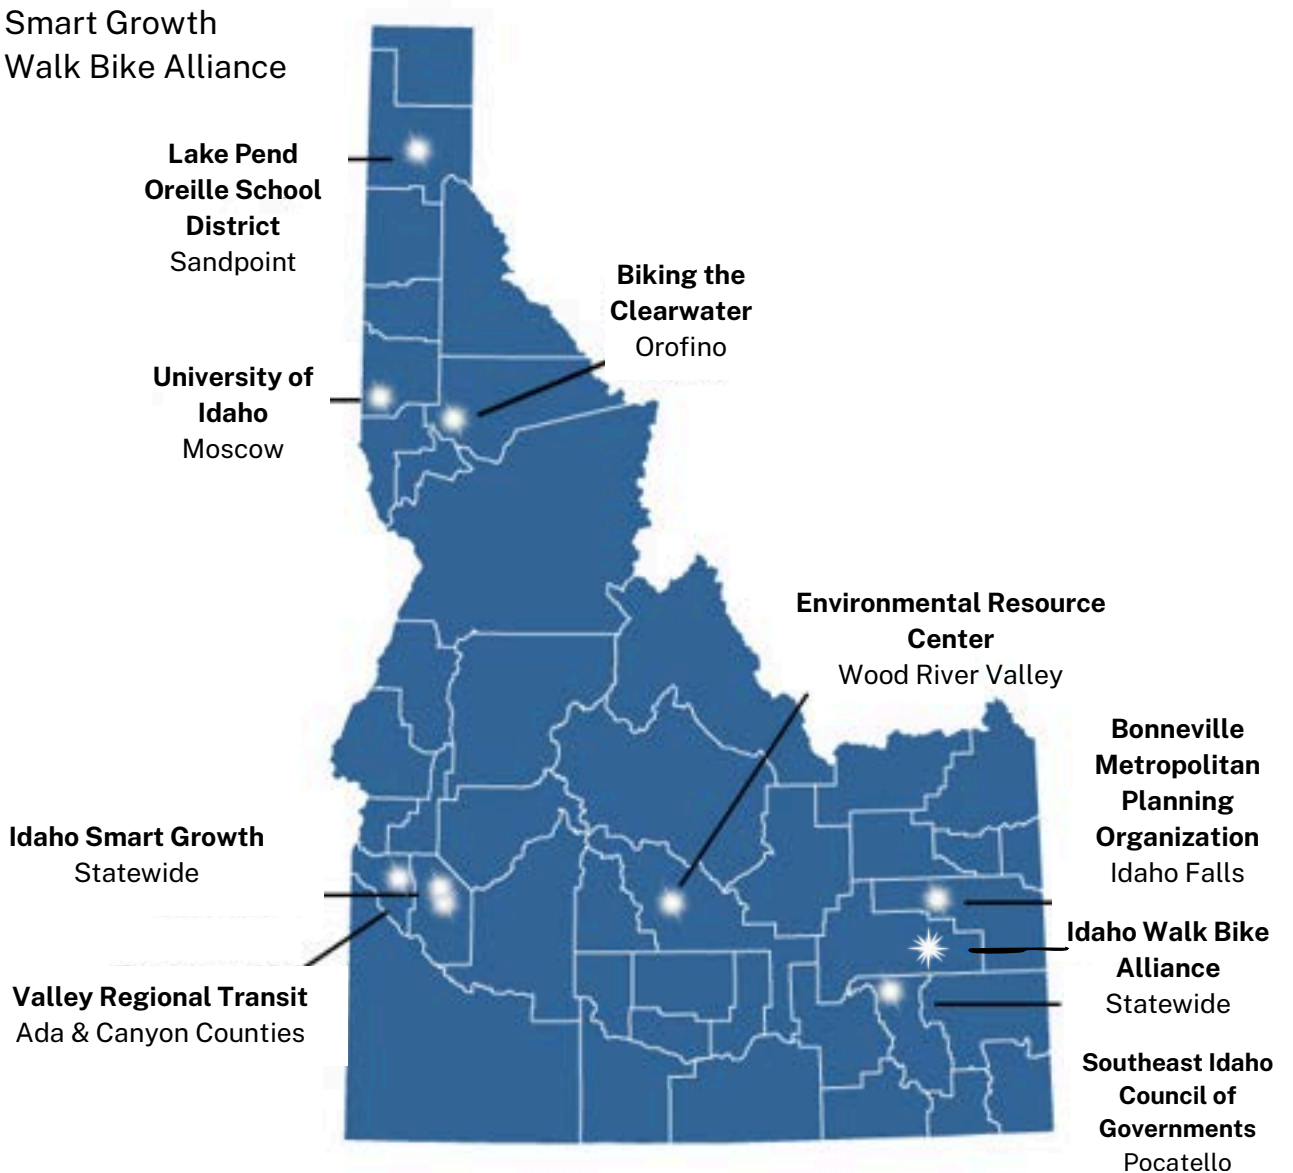 Smart Growth
Walk Bike Alliance
Lake Pend
Oreille School
District
Sandpoint
Biking the
Clearwater
Orofino
University of
Idaho
Moscow
Environmental Resource
Center
Wood River Valley
Bonneville
Metropolitan
Planning
Organization
Idaho Falls
Idaho Smart Growth
Statewide
Idaho Walk Bike
Alliance
Statewide
Valley Regional Transit
Ada & Canyon Counties
Southeast Idaho
Council of
Governments
Pocatello